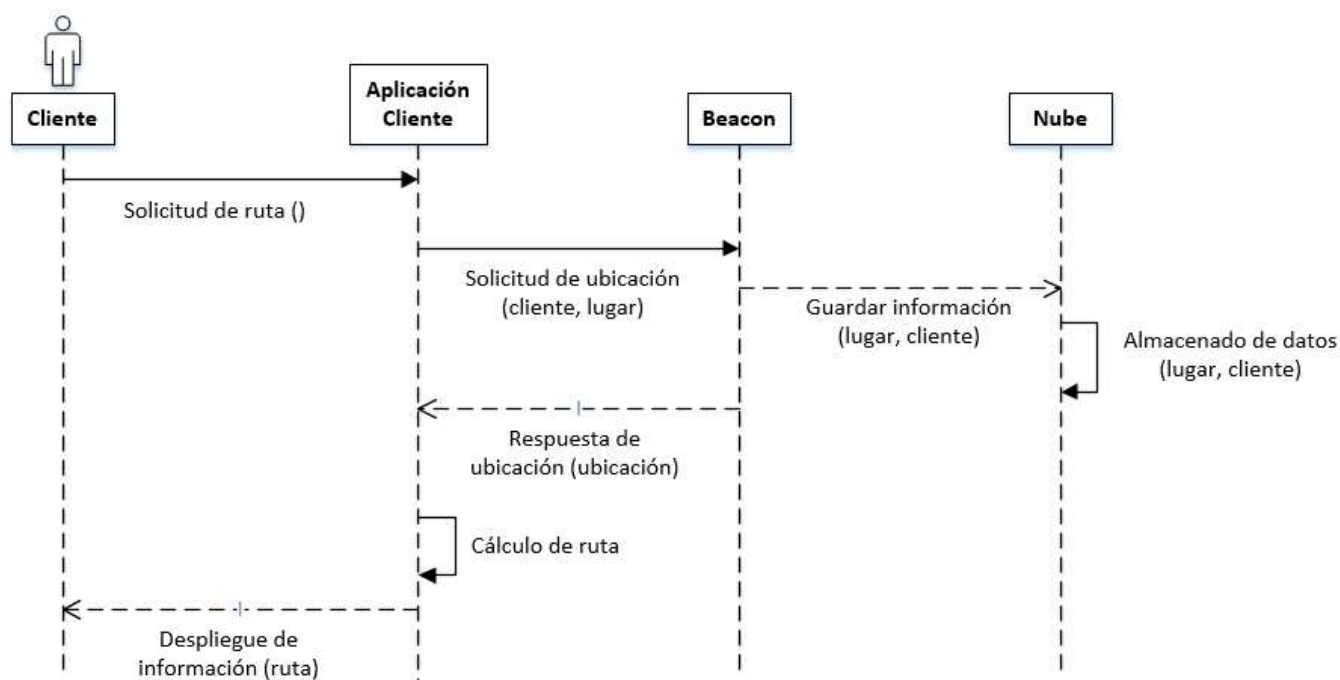 Cliente
Aplicación
Cliente
Beacon
Nube
Solicitud de ruta ()
Solicitud de ubicación
(cliente, lugar)
Guardar información
(lugar, cliente)
Almacenado de datos
(lugar, cliente)
Respuesta de
ubicación (ubicación)
Cálculo de ruta
Despliegue de
información (ruta)